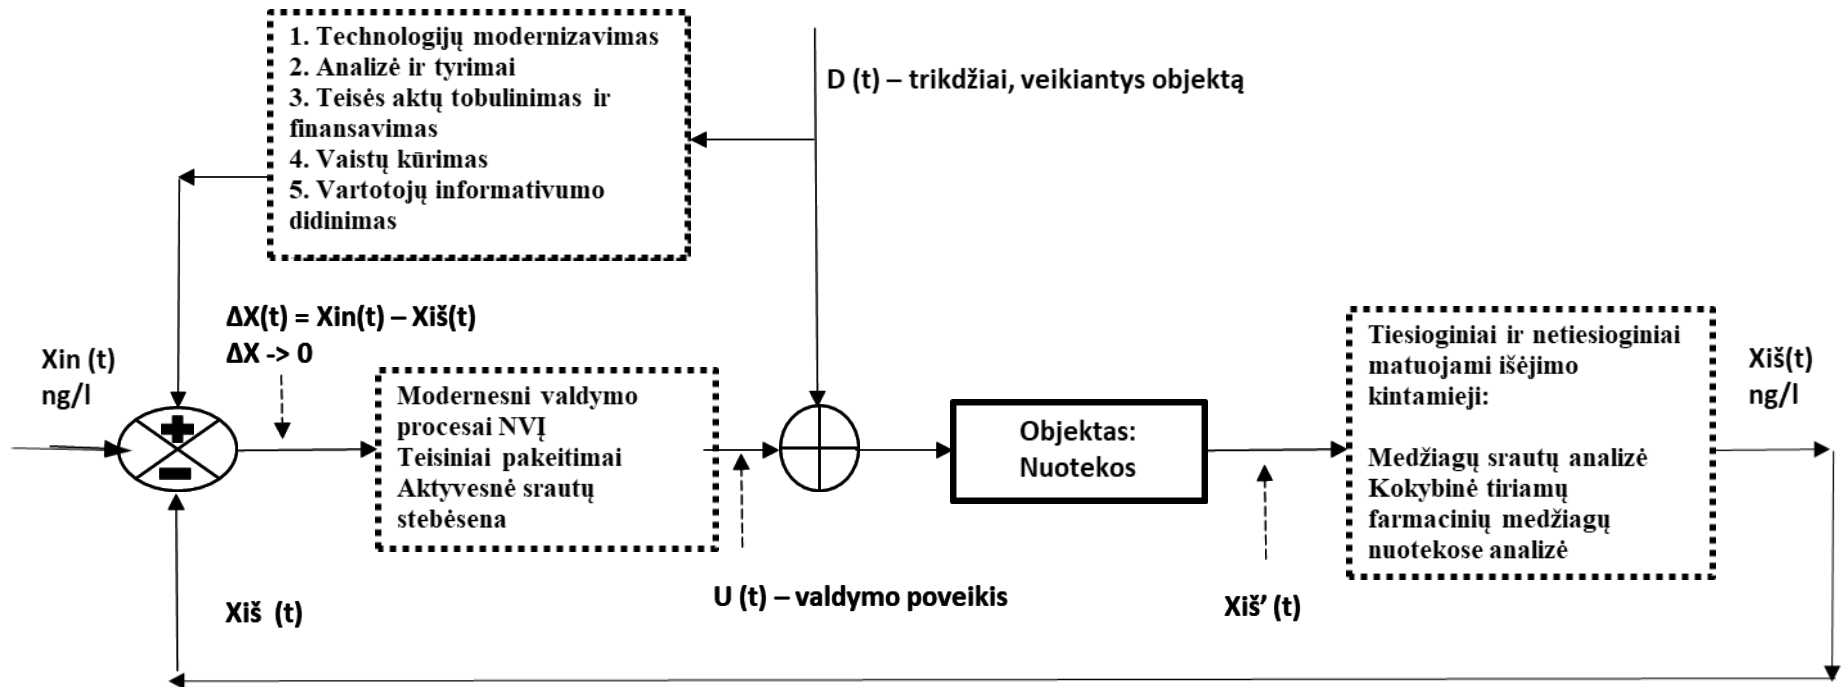 1. Technologijų modernizavimas
2. Analizė ir tyrimai
3. Teisės aktų tobulinimas ir
finansavimas
4. Vaistų kūrimas
5. Vartotojų informatyvumo
didinimas
D (t) – trikdžiai, veikiantys objektą
ΔX(t) = Xin(t) – Xiš(t)
ΔX -> 0
Xin (t)
ng/l
Modernesni valdymo
procesai NVĮ
Teisiniai pakeitimai
Aktyvesnė srautų
stebėsena
Objektas:
Nuotekos
Tiesioginiai ir netiesioginiai
matuojami išėjimo
kintamieji:
Medžiagų srautų analizė
Kokybinė tiriamų
farmacinių medžiagų
nuotekose analizė
Xiš(t)
ng/l
Xiš (t)
U (t) – valdymo poveikis
Xiš’ (t)